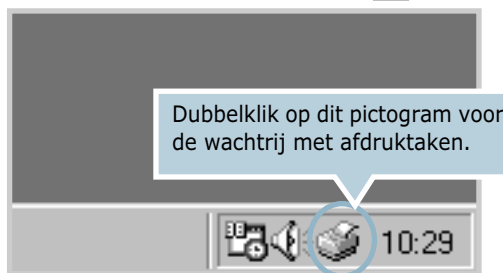 Dubbelklik op dit pictogram voor
de wachtrij met afdruktaken.
10:29